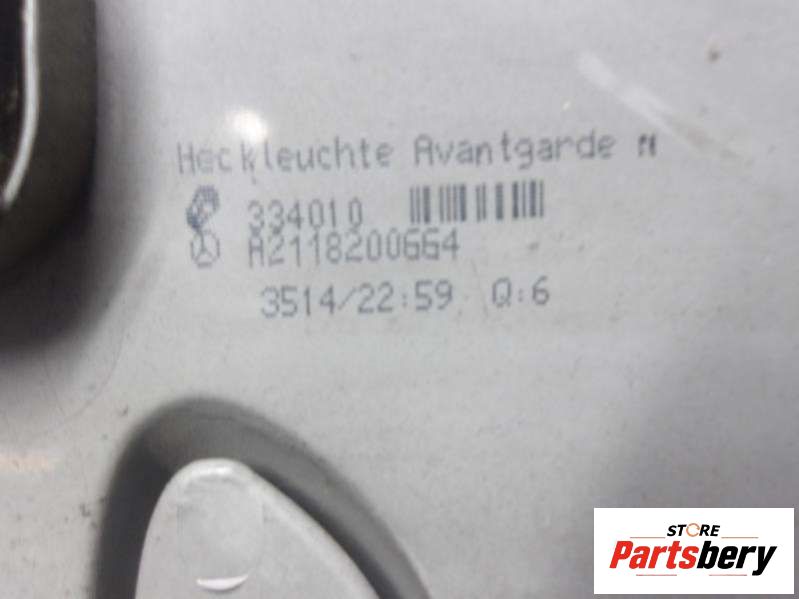 Heckleuchte Avantgarde
334010
A2118200664
3514/22:59 Q:6
STORE
Partsbery